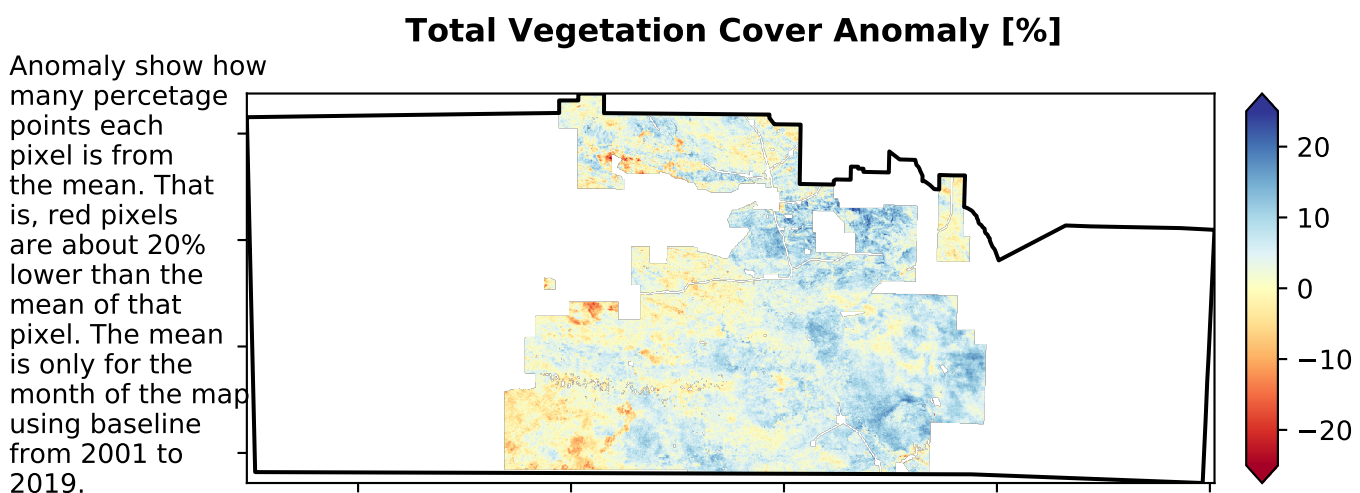 Total Vegetation Cover Anomaly [%]
Anomaly show how
many percetage
points each
pixel is from
the mean. That
is, red pixels
are about 20%
lower than the
mean of that
pixel. The mean
is only for the
month of the map
using baseline
from 2001 to
2019.
20
10
0
−10
−20